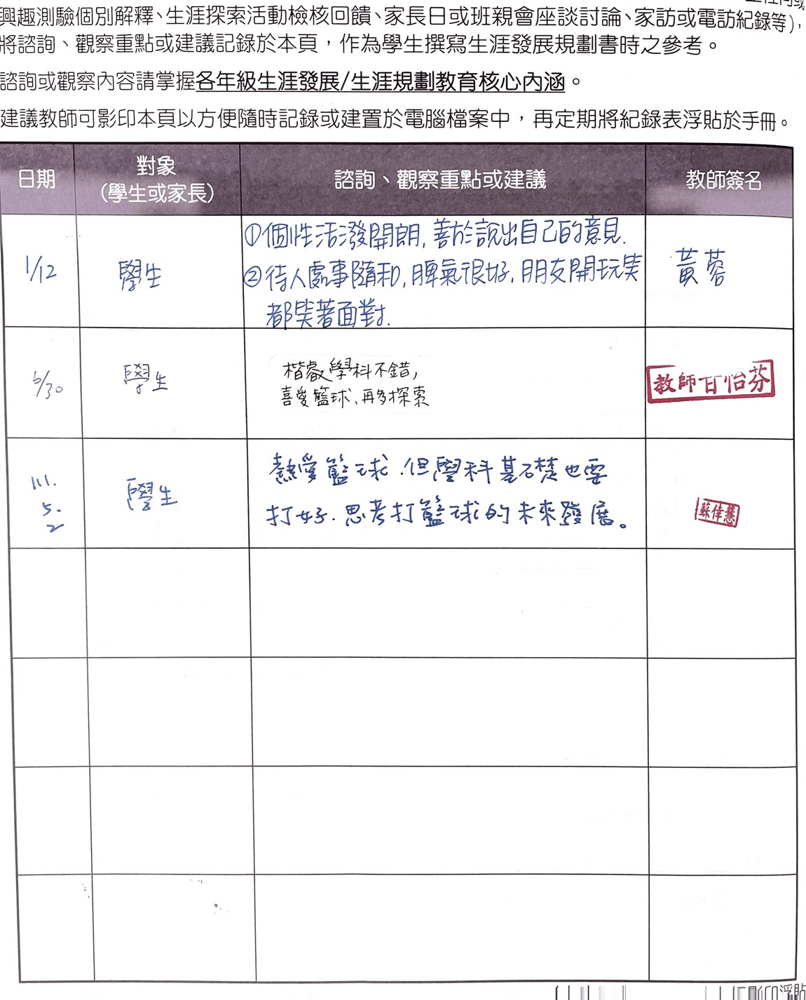 興趣測驗個別解釋、生涯探索活動檢核回饋、家長日或班親會座談討論、家訪或電訪紀錄等)，
將諮詢、觀察重點或建議記錄於本頁，作為學生撰寫生涯發展規劃書時之參考。
諮詢或觀察內容請掌握各年級生涯發展/生涯規劃教育核心內涵。
建議教師可影印本頁以方便隨時記錄或建置於電腦檔案中，再定期將紀錄表浮貼於手冊。
日期
對象
(學生或家長)
諮詢、觀察重點或建議
教師簽名
1/12
學生
①個性活潑開朗,善於說出自己的意見.
②待人處事隨和,脾氣很好,朋友開玩笑
都笑著面對.
黃蓉
6/30
學生
楷叡學科不錯,
喜愛籃球、再多探索
教師甘怡芬
111.
5.
2
學生
熱愛籃球.但學科基礎也要
打好.思考打籃球的未來發展。
蘇倖慧
影印浮貼